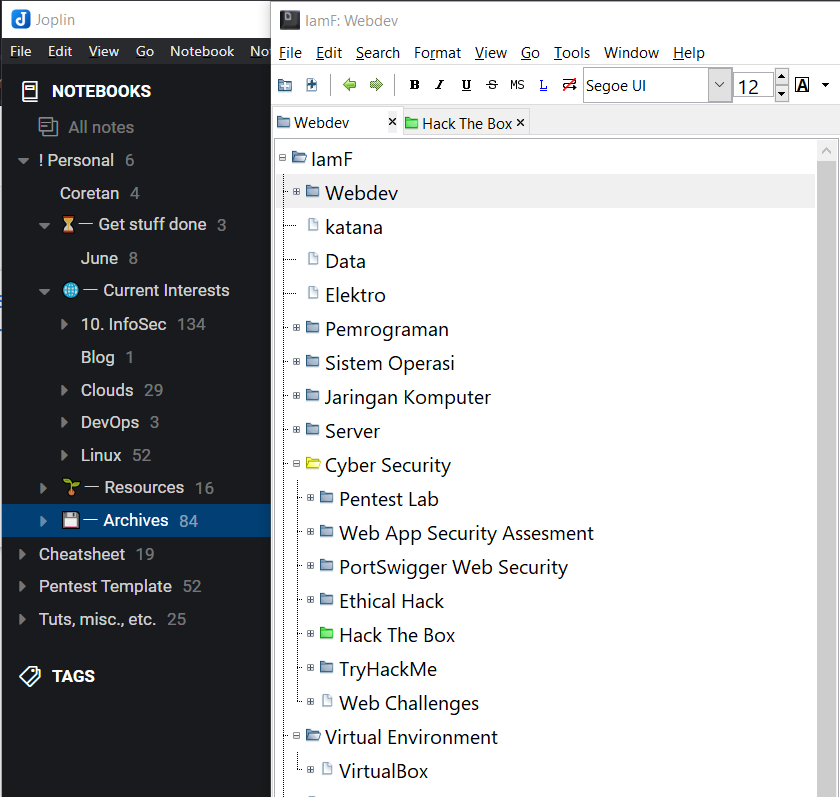 Joplin
File Edit View Go Notebook No
NOTEBOOKS
All notes
! Personal 6
Coretan 4
⏳— Get stuff done 3
June 8
🌐 — Current Interests
10. InfoSec 134
Blog 1
Clouds 29
DevOps 3
Linux 52
🌱 — Resources 16
💾 — Archives 84
Cheatsheet 19
Pentest Template 52
Tuts, misc., etc. 25
TAGS
IamF: Webdev
File Edit Search Format View Go Tools Window Help
B I U S MS L Segoe UI 12 A
Webdev × Hack The Box ×
IamF
Webdev
katana
Data
Elektro
Pemrograman
Sistem Operasi
Jaringan Komputer
Server
Cyber Security
Pentest Lab
Web App Security Assesment
PortSwigger Web Security
Ethical Hack
Hack The Box
TryHackMe
Web Challenges
Virtual Environment
VirtualBox